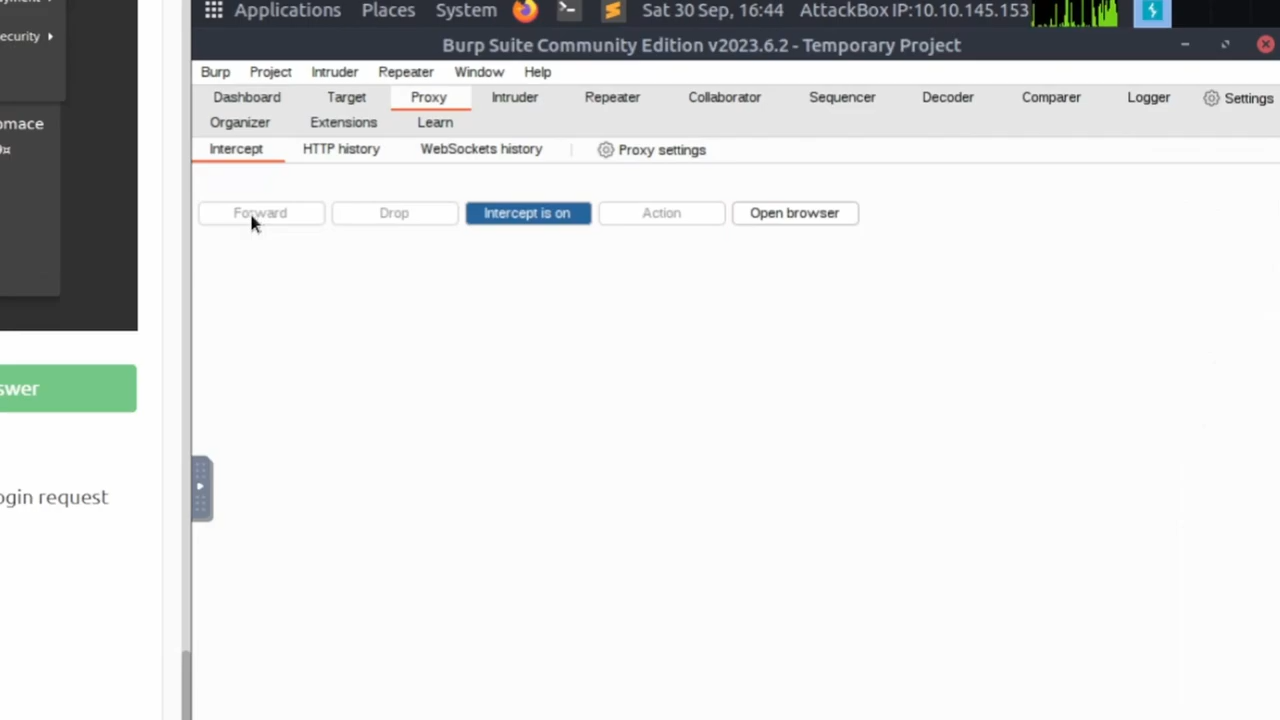 Applications Places System Sat 30 Sep, 16:44 AttackBox IP:10.10.145.153
Burp Suite Community Edition v2023.6.2 - Temporary Project
Burp Project Intruder Repeater Window Help
Dashboard Target Proxy Intruder Repeater Collaborator Sequencer Decoder Comparer Logger Settings
Organizer Extensions Learn
Intercept HTTP history WebSockets history Proxy settings
Forward Drop Intercept is on Action Open browser
ecurity
omace
swer
ogin request